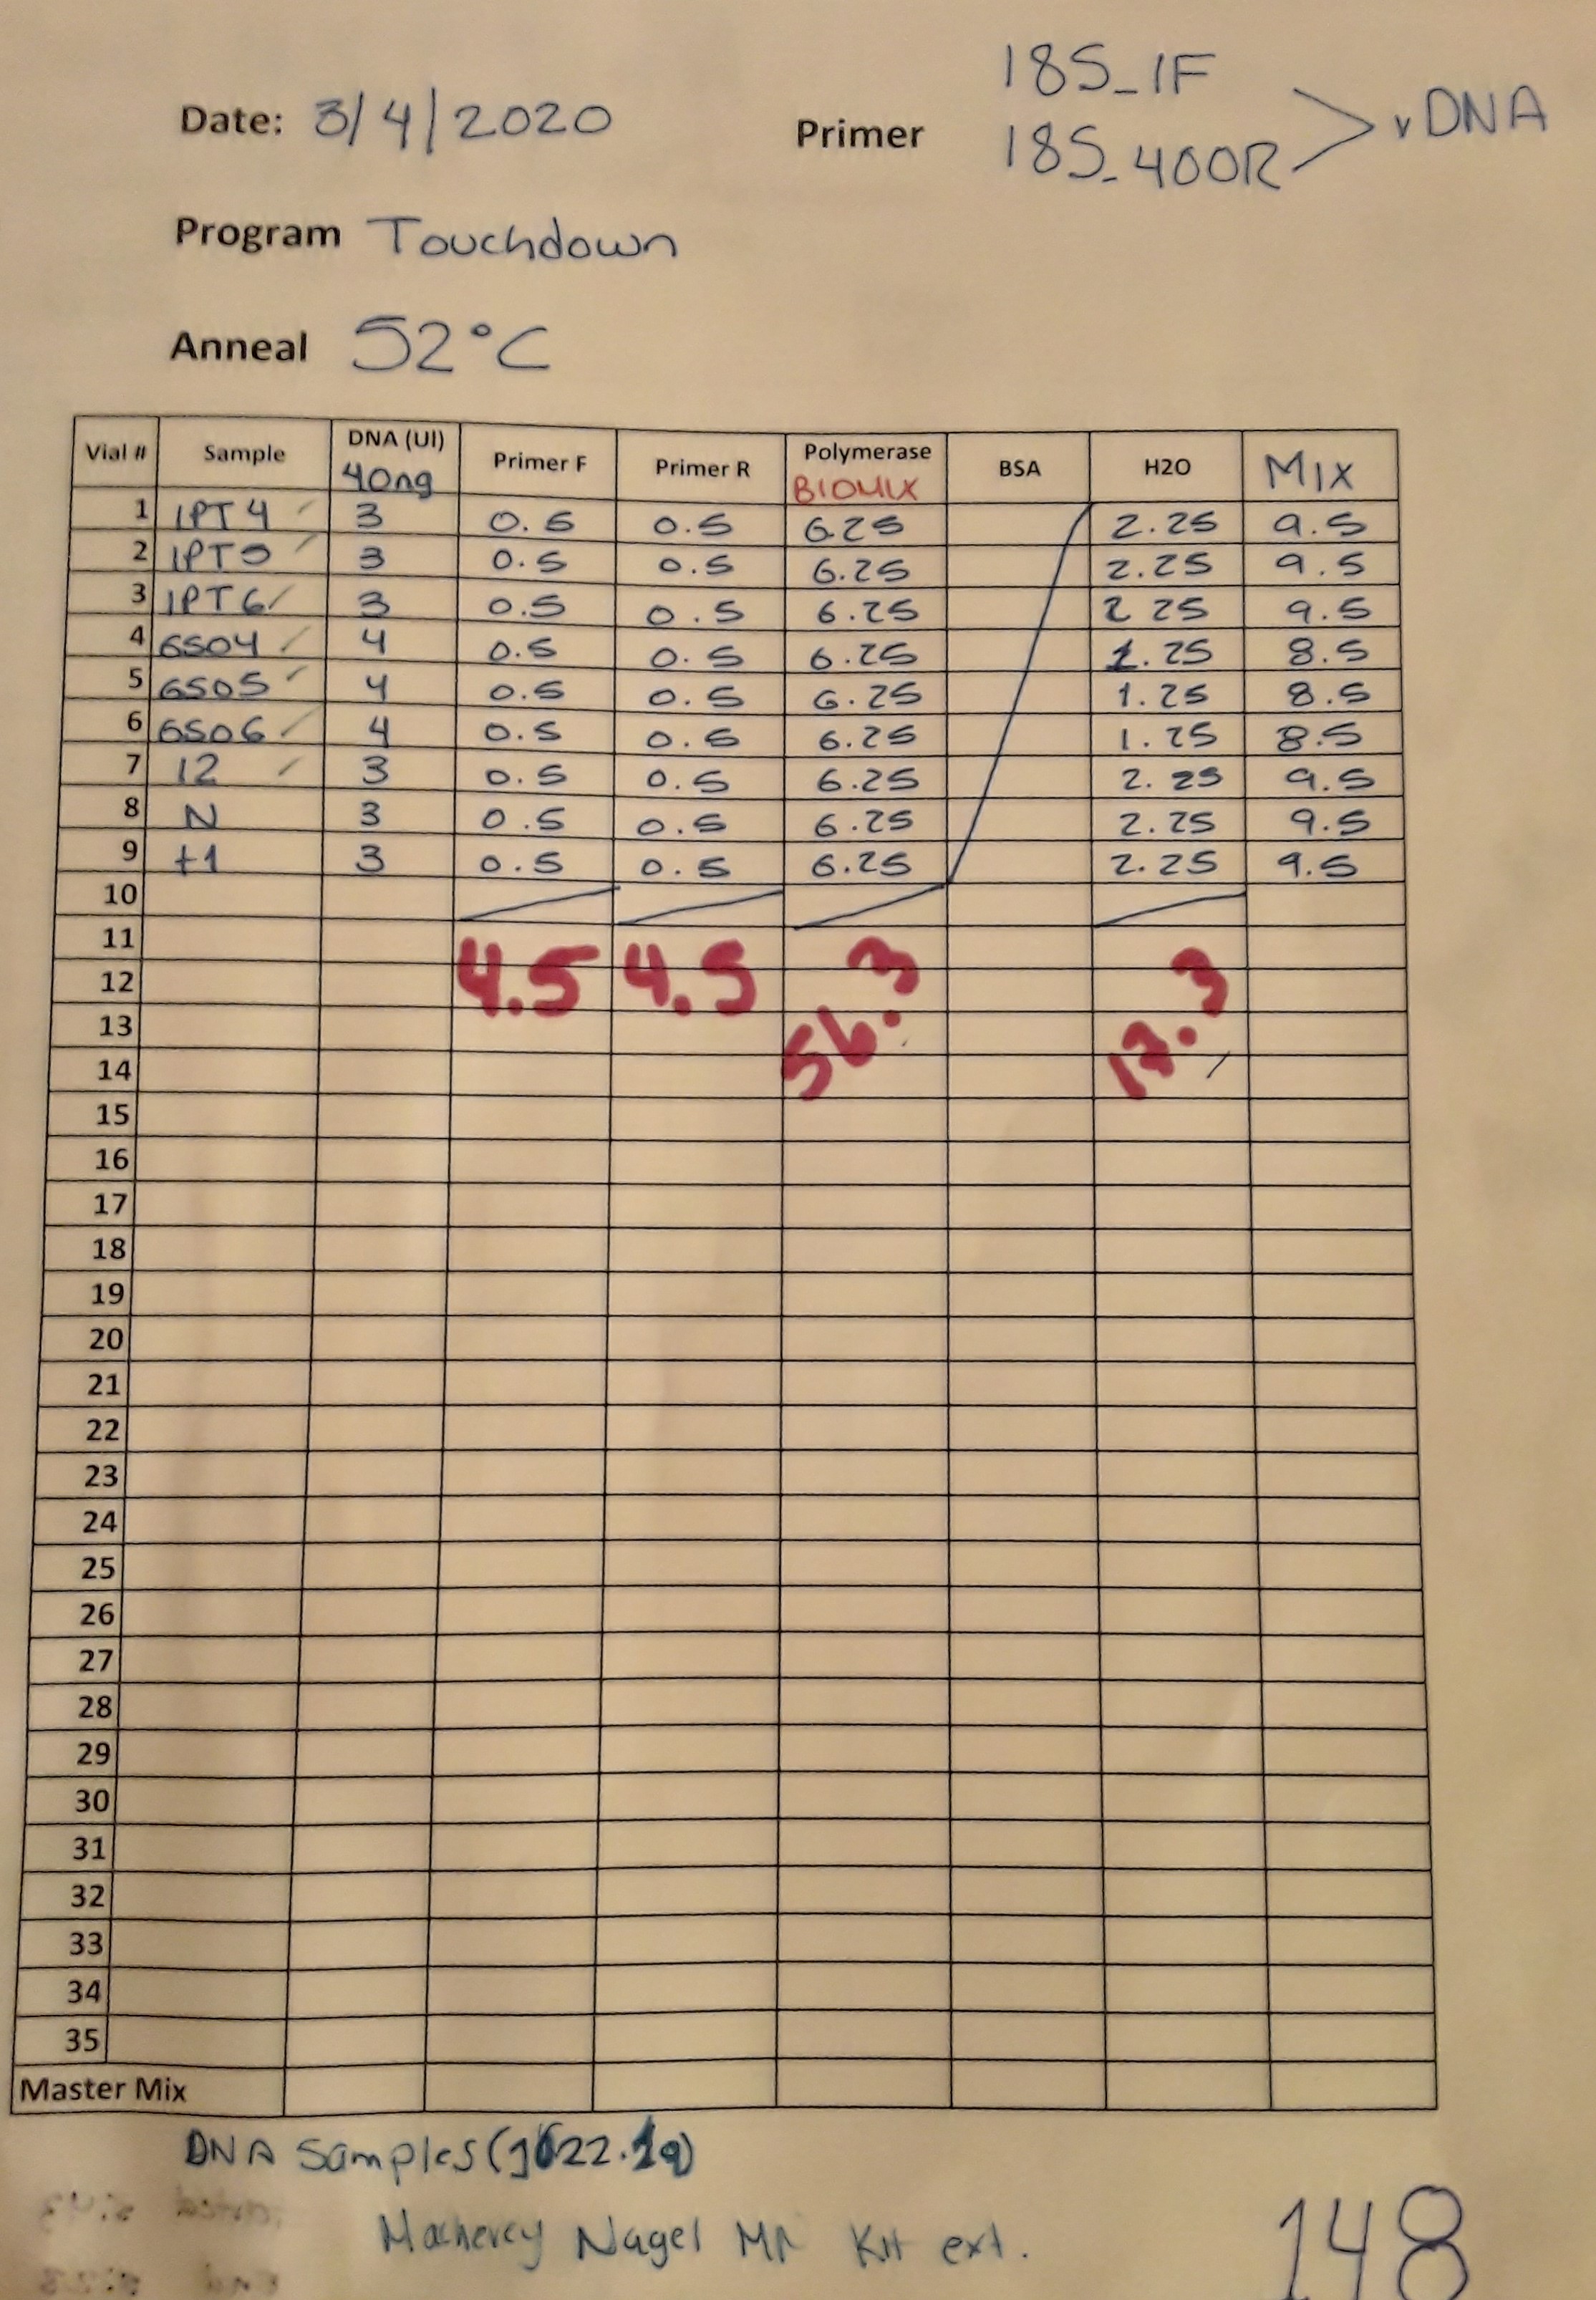 18S_1F
Date: 3/4/2020 Primer > vDNA
18S_400R
Program Touchdown
Anneal 52°C
Vial # Sample DNA (Ul) 40ng Primer F Primer R Polymerase BIOMIX BSA H2O Mix
1 IPT4 ✓ 3 0.5 0.5 6.25 2.25 9.5
2 IPT5 ✓ 3 0.5 0.5 6.25 2.25 9.5
3 IPT6 ✓ 3 0.5 0.5 6.25 2 25 9.5
4 GS04 ✓ 4 0.5 0.5 6.25 1.25 8.5
5 GS05 ✓ 4 0.5 0.5 6.25 1.25 8.5
6 GS06 ✓ 4 0.5 0.5 6.25 1.25 8.5
7 12 ✓ 3 0.5 0.5 6.25 2.25 9.5
8 N 3 0.5 0.5 6.25 2.25 9.5
9 +1 3 0.5 0.5 6.25 2.25 9.5
10
11
12 4.5 4.5 56.3 17.3
13
14
15
16
17
18
19
20
21
22
23
24
25
26
27
28
29
30
31
32
33
34
35
Master Mix
DNA Samples
Macherey Nagel Kit ext.
148